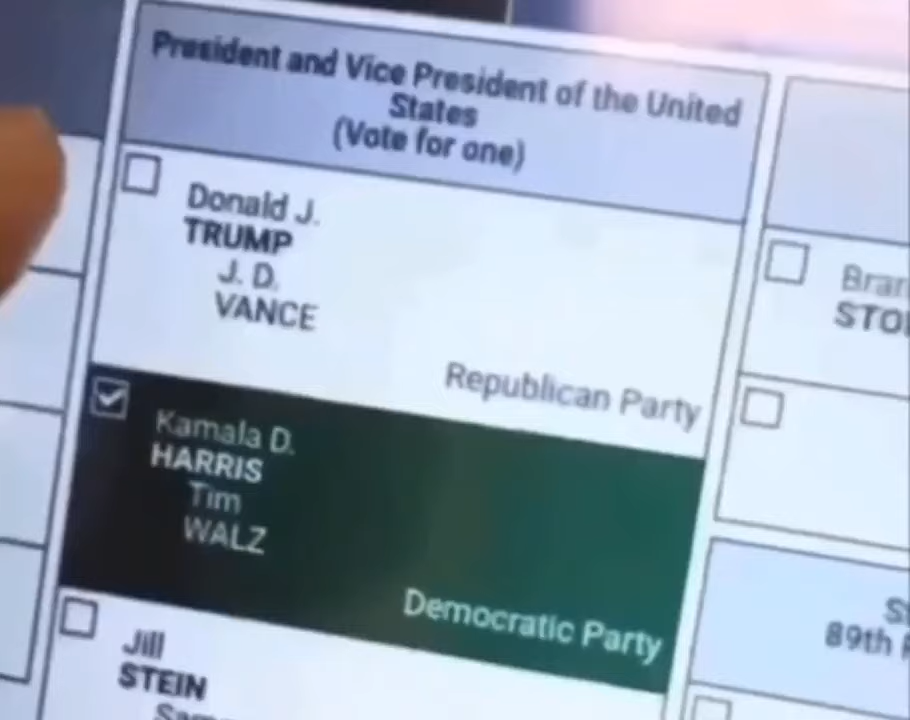 President and Vice President of the United
States
(Vote for one)
Donald J.
TRUMP
J. D.
VANCE
Republican Party
Kamala D.
HARRIS
Tim
WALZ
Democratic Party
Jill
STEIN
89th